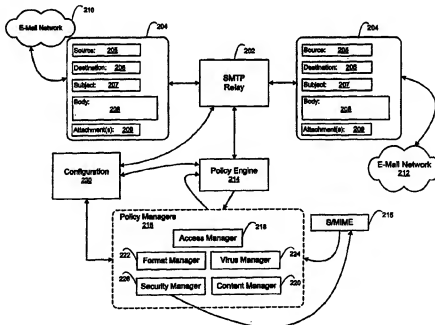 210
E-Mail Network
204
Source: 205
Destination: 206
Subject: 207
Body:
208
Attachment(s): 209
202
SMTP
Relay
204
Source: 205
Destination: 206
Subject: 207
Body:
208
Attachment(s): 209
E-Mail Network
212
Configuration
230
Policy Engine
214
Policy Managers
216
Access Manager
218
222
Format Manager
Virus Manager
224
226
Security Manager
Content Manager
220
S/MIME
215